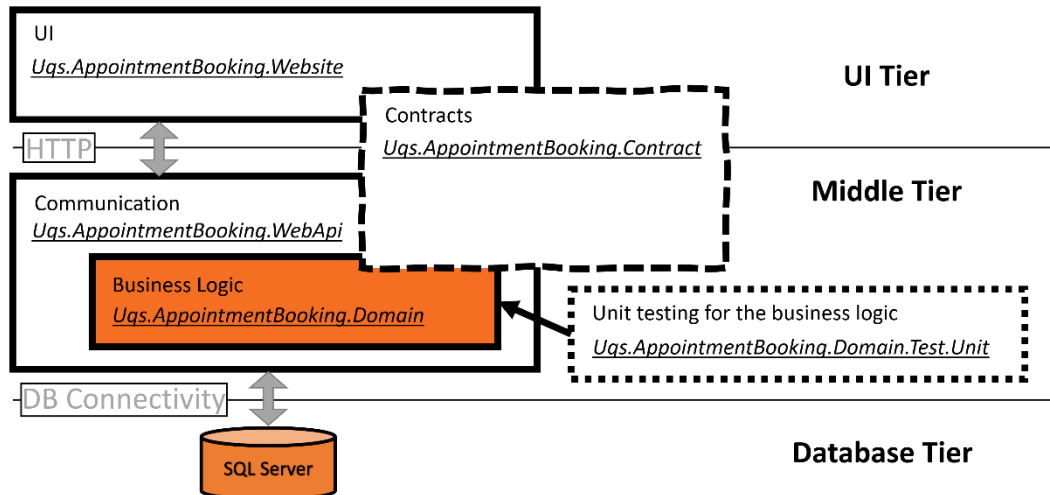 UI
Uqs.AppointmentBooking.Website
UI Tier
Contracts
Uqs.AppointmentBooking.Contract
HTTP
Middle Tier
Communication
Uqs.AppointmentBooking.WebApi
Business Logic
Uqs.AppointmentBooking.Domain
Unit testing for the business logic
Uqs.AppointmentBooking.Domain.Test.Unit
DB Connectivity
Database Tier
SQL Server